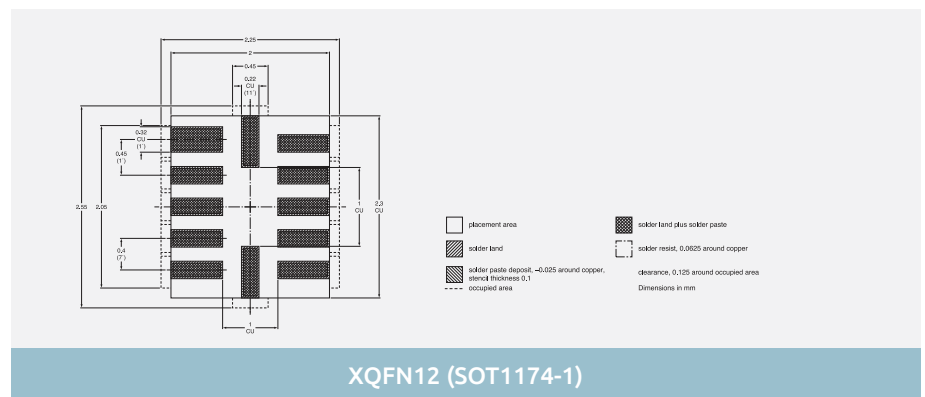 2.25
2
0.45
0.22
CU
(11´)
0.32
CU
(1´)
0.45
(1´)
2.55
2.05
1
CU
2.3
CU
0.4
(7´)
1
CU
placement area
solder land plus solder paste
solder land
solder resist, 0.0625 around copper
solder paste deposit, –0.025 around copper,
stencil thickness 0.1
clearance, 0.125 around occupied area
occupied area
Dimensions in mm
XQFN12 (SOT1174-1)